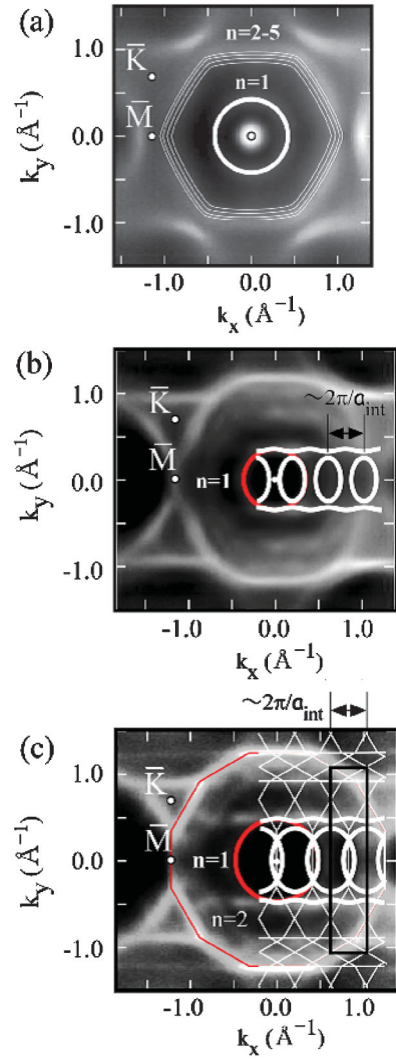 (a)
n=2-5
K̄
n=1
M̄
k_y (Å⁻¹)
0.0
-1.0
-1.0 0.0 1.0
k_x (Å⁻¹)
(b)
1.0
K̄
~2π/a_int
M̄
n=1
k_y (Å⁻¹)
0.0
-1.0
-1.0 0.0 1.0
k_x (Å⁻¹)
~2π/a_int
(c)
1.0
K̄
M̄
n=1
k_y (Å⁻¹)
0.0
n=2
-1.0
-1.0 0.0 1.0
k_x (Å⁻¹)